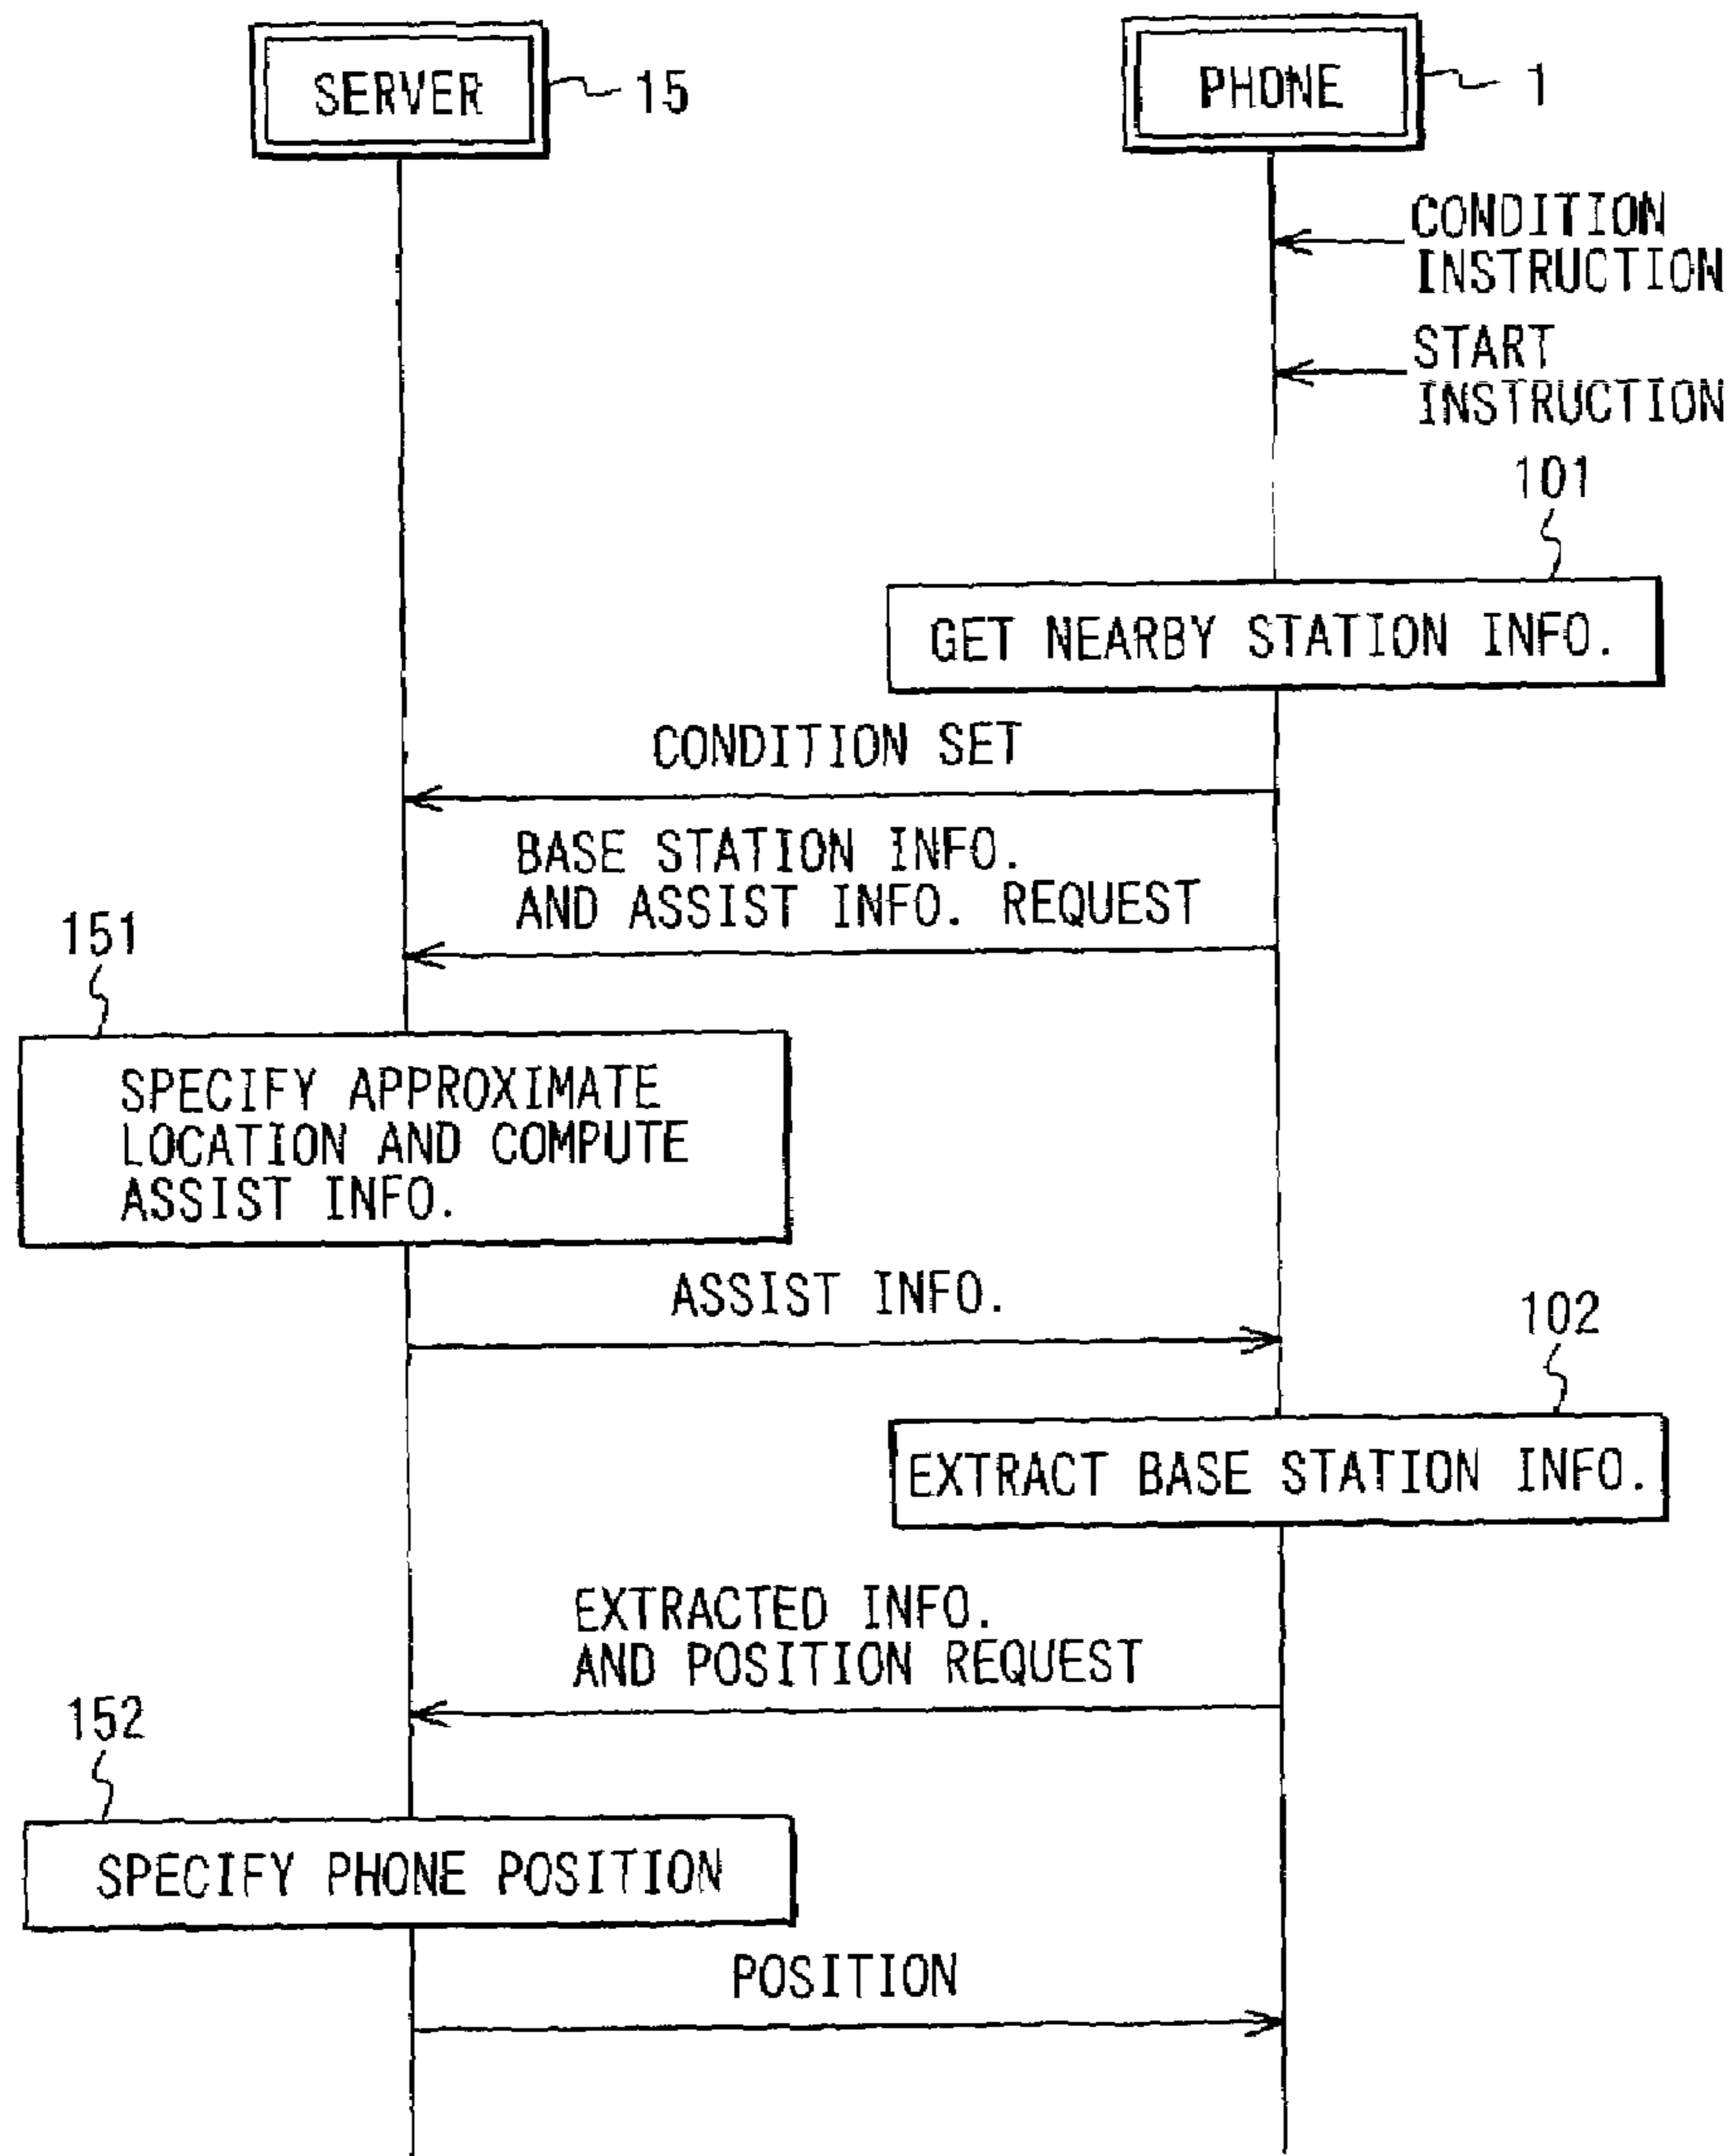 SERVER
15
PHONE
1
CONDITION
INSTRUCTION
START
INSTRUCTION
101
GET NEARBY STATION INFO.
CONDITION SET
BASE STATION INFO.
AND ASSIST INFO. REQUEST
151
SPECIFY APPROXIMATE
LOCATION AND COMPUTE
ASSIST INFO.
ASSIST INFO.
102
EXTRACT BASE STATION INFO.
EXTRACTED INFO.
AND POSITION REQUEST
152
SPECIFY PHONE POSITION
POSITION